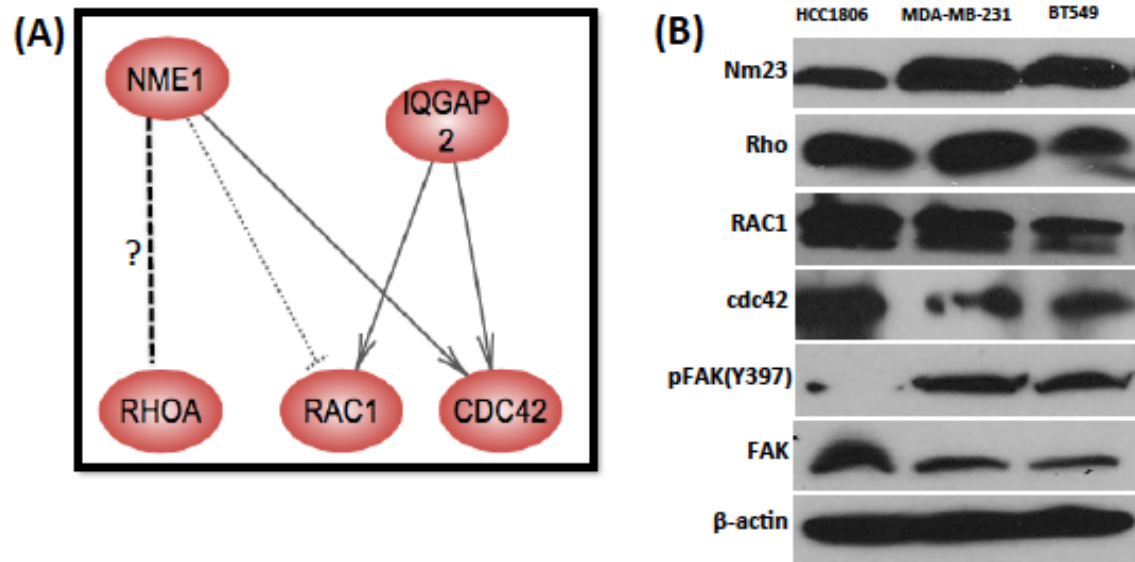 (A)
NME1
IQGAP
2
?
RHOA
RAC1
CDC42
(B)
HCC1806 MDA-MB-231 BT549
Nm23
Rho
RAC1
cdc42
pFAK(Y397)
FAK
β-actin